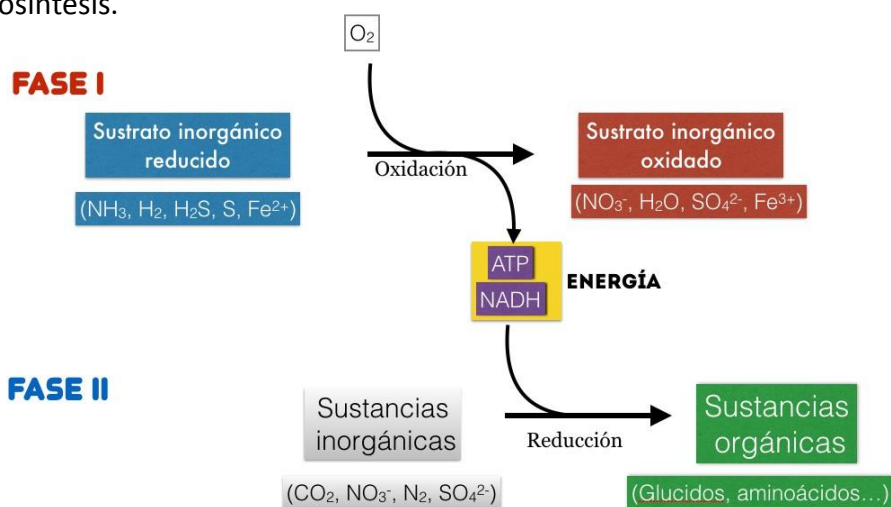 osíntesis.
O₂
FASE I
Sustrato inorgánico
reducido
Oxidación
Sustrato inorgánico
oxidado
(NH₃, H₂, H₂S, S, Fe²⁺)
(NO₃⁻, H₂O, SO₄²⁻, Fe³⁺)
ATP
NADH
ENERGÍA
FASE II
Sustancias
inorgánicas
Reducción
Sustancias
orgánicas
(CO₂, NO₃⁻, N₂, SO₄²⁻)
(Glucidos, aminoácidos...)